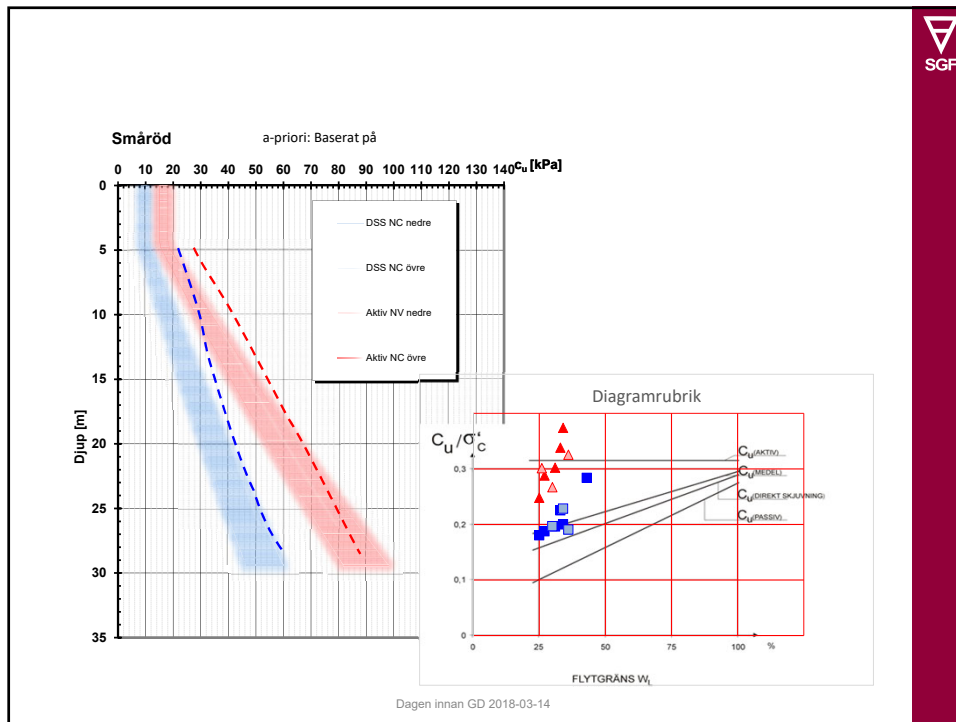 SGF
Småröd
a-priori: Baserat på
0 10 20 30 40 50 60 70 80 90 100 110 120 130 140
cᵤ [kPa]
0
5
10
15
20
25
30
35
Djup [m]
DSS NC nedre
DSS NC övre
Aktiv NV nedre
Aktiv NC övre
Diagramrubrik
Cᵤ/σ'C
0,3
0,2
0,1
0
Cᵤ(AKTIV)
Cᵤ(MEDEL)
Cᵤ(DIREKT SKJUVNING)
Cᵤ(PASSIV)
0 25 50 75 100 %
FLYTGRÄNS WL
Dagen innan GD 2018-03-14